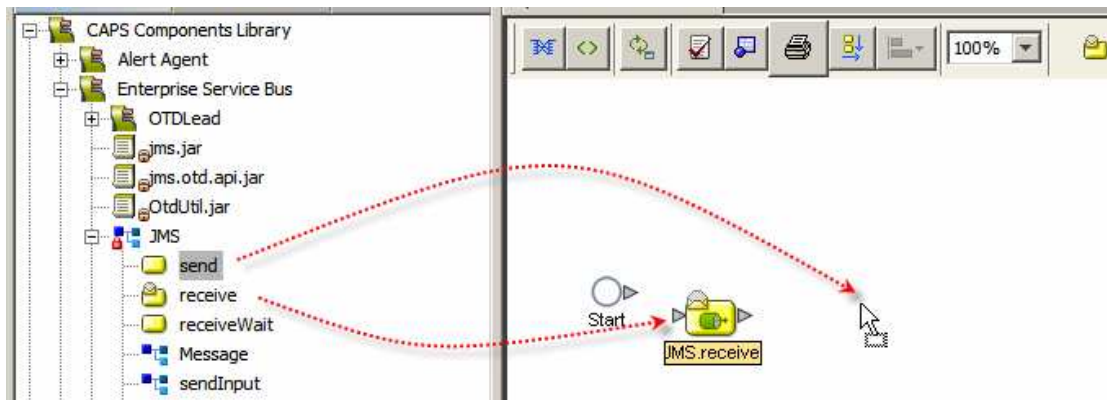 CAPS Components Library
Alert Agent
Enterprise Service Bus
OTDLead
jms.jar
jms.otd.api.jar
OtdUtil.jar
JMS
send
receive
receiveWait
Message
sendInput
100%
Start
JMS.receive